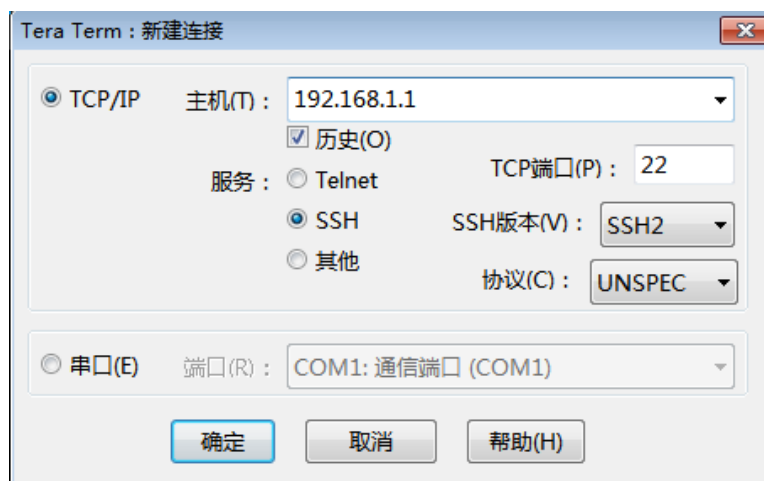 Tera Term : 新建连接
TCP/IP 主机(T) : 192.168.1.1
历史(O)
服务 : Telnet TCP端口(P) : 22
SSH SSH版本(V) : SSH2
其他 协议(C) : UNSPEC
串口(E) 端口(R) : COM1: 通信端口 (COM1)
确定 取消 帮助(H)